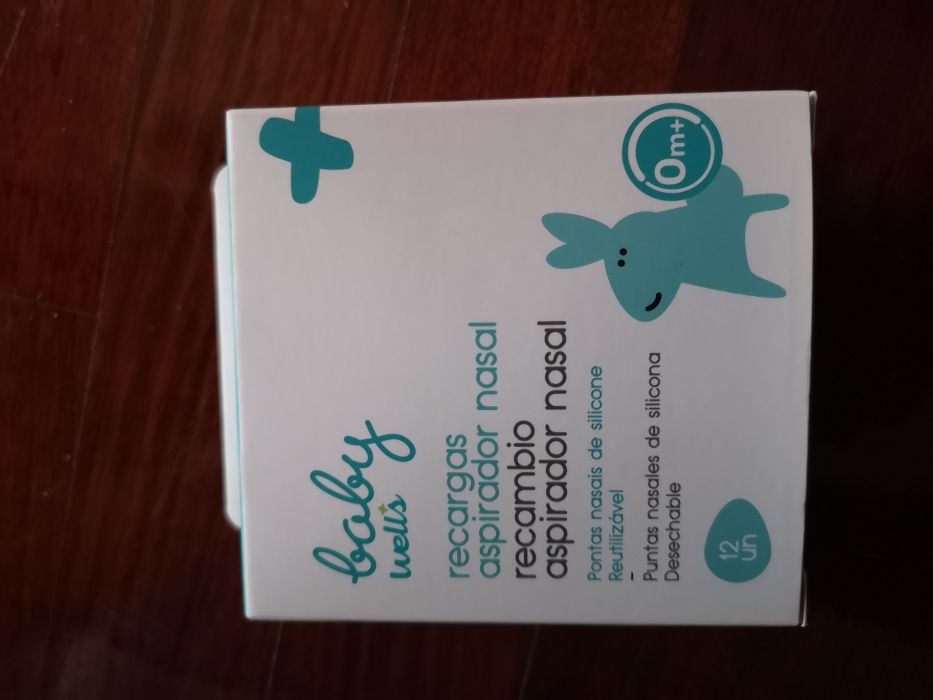 baby
well's
recargas
aspirador nasal
recambio
aspirador nasal
Pontas nasais de silicone
Reutilizável
-
Puntas nasales de silicona
Desechable
12
un
0m+